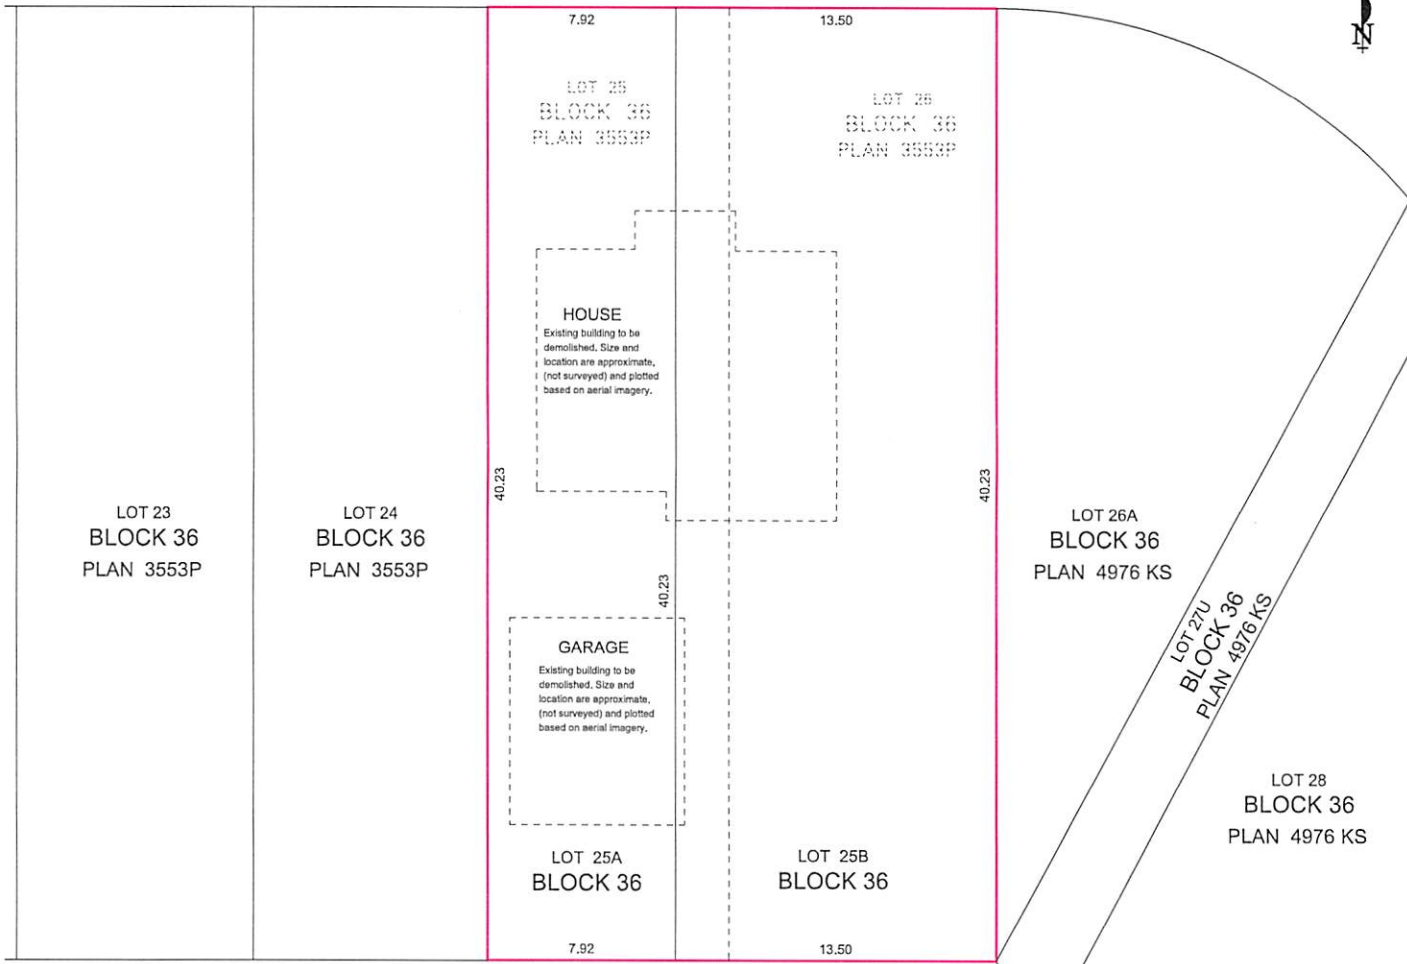 7.92
13.50
N
LOT 25
BLOCK 36
PLAN 3553P
LOT 26
BLOCK 36
PLAN 3553P
HOUSE
Existing building to be
demolished. Size and
location are approximate,
(not surveyed) and plotted
based on aerial imagery.
40.23
40.23
LOT 23
BLOCK 36
PLAN 3553P
LOT 24
BLOCK 36
PLAN 3553P
LOT 26A
BLOCK 36
PLAN 4976 KS
40.23
LOT 27U
BLOCK 36
PLAN 4976 KS
GARAGE
Existing building to be
demolished. Size and
location are approximate,
(not surveyed) and plotted
based on aerial imagery.
LOT 28
BLOCK 36
PLAN 4976 KS
LOT 25A
BLOCK 36
LOT 25B
BLOCK 36
7.92
13.50